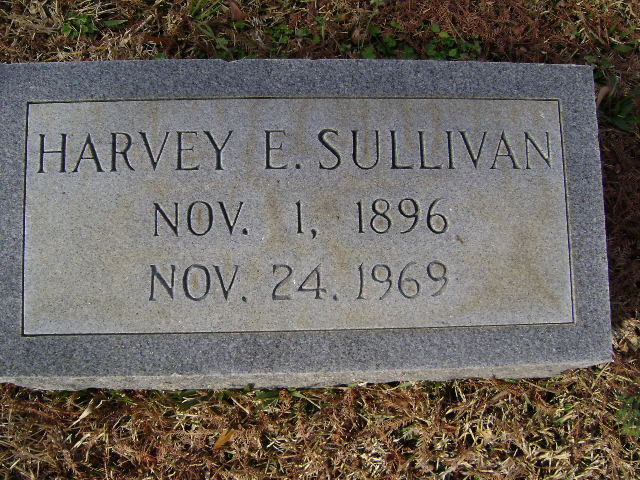 HARVEY E. SULLIVAN
NOV. 1, 1896
NOV. 24. 1969